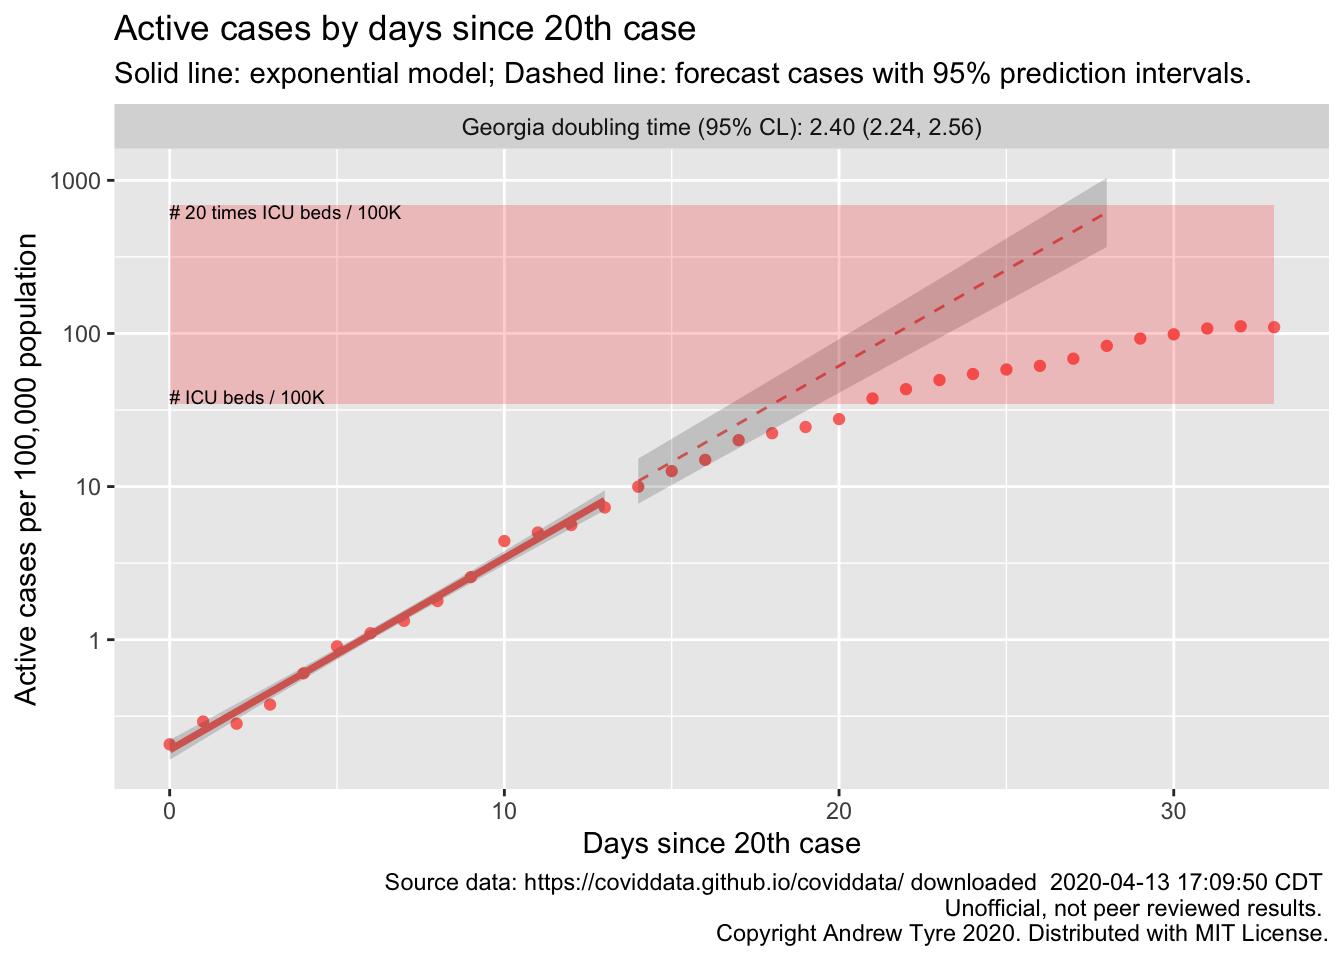 Active cases by days since 20th case
Solid line: exponential model; Dashed line: forecast cases with 95% prediction intervals.
Georgia doubling time (95% CL): 2.40 (2.24, 2.56)
Active cases per 100,000 population
1000
100
10
1
# 20 times ICU beds / 100K
# ICU beds / 100K
0 10 20 30
Days since 20th case
Source data: https://coviddata.github.io/coviddata/ downloaded  2020-04-13 17:09:50 CDT
Unofficial, not peer reviewed results.
Copyright Andrew Tyre 2020. Distributed with MIT License.